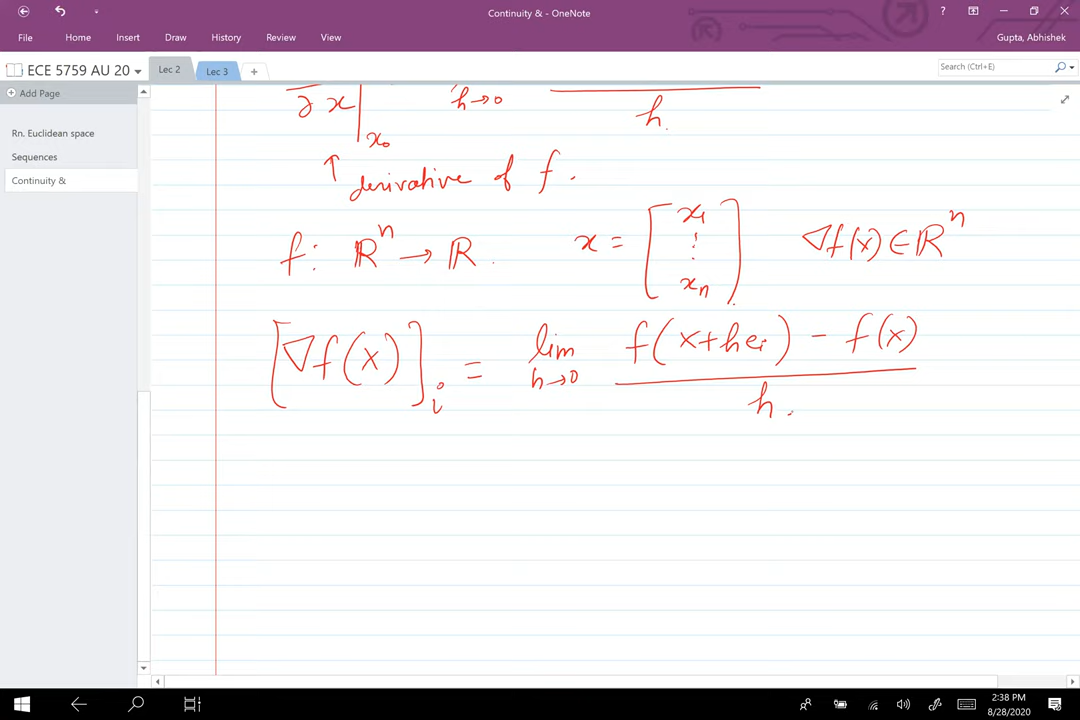 Continuity & - OneNote
?
Gupta, Abhishek
File Home Insert Draw History Review View
ECE 5759 AU 20
Lec 2
Lec 3
+
Search (Ctrl+E)
Add Page
Rn. Euclidean space
Sequences
Continuity &
∂x |x₀ h→0 h.
↑ derivative of f.
f: ℝⁿ → ℝ. x = [x₁ ⋮ xₙ] ∇f(x) ∈ ℝⁿ
[∇f(x)]ᵢ = lim h→0 f(x+heᵢ) - f(x) / h.
2:38 PM
8/28/2020